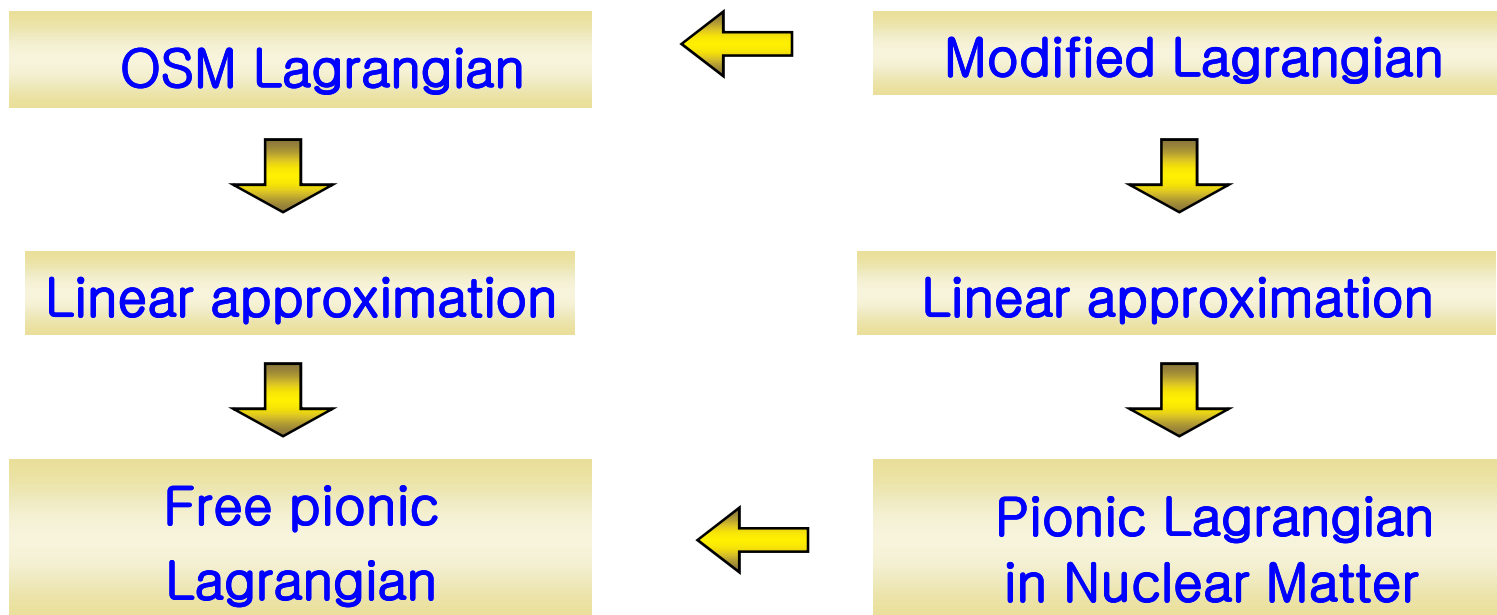 OSM Lagrangian
Modified Lagrangian
Linear approximation
Linear approximation
Free pionic
Lagrangian
Pionic Lagrangian
in Nuclear Matter